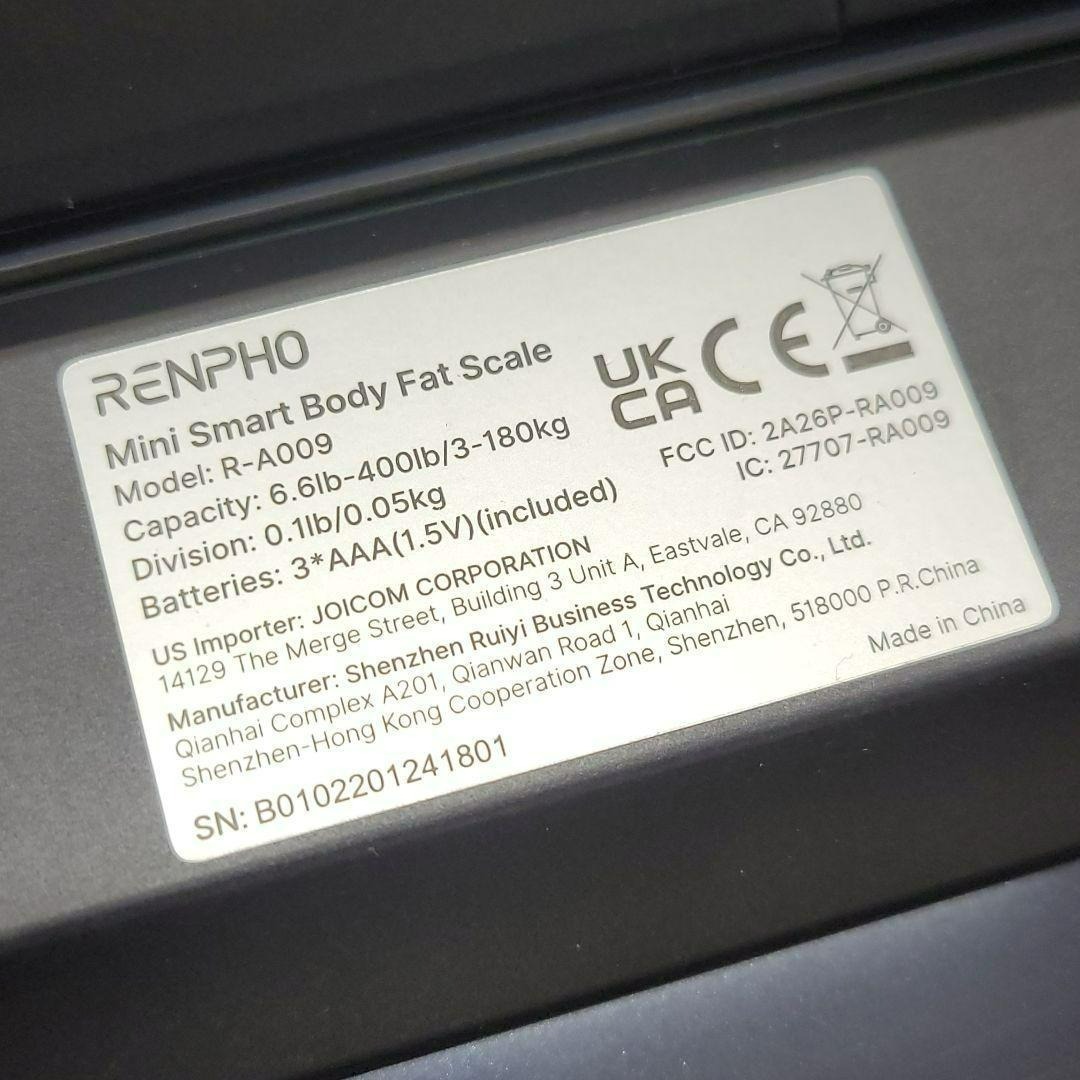 RENPHO
Mini Smart Body Fat Scale
Model: R-A009
Capacity: 6.6lb-400lb/3-180kg
Division: 0.1lb/0.05kg
Batteries: 3*AAA(1.5V)(included)
UK
CA
CE
FCC ID: 2A26P-RA009
IC: 27707-RA009
US Importer: JOICOM CORPORATION
14129 The Merge Street, Building 3 Unit A, Eastvale, CA 92880
Manufacturer: Shenzhen Ruiyi Business Technology Co., Ltd.
Qianhai Complex A201, Qianwan Road 1, Qianhai
Shenzhen-Hong Kong Cooperation Zone, Shenzhen, 518000 P.R.China
Made in China
SN: B0102201241801